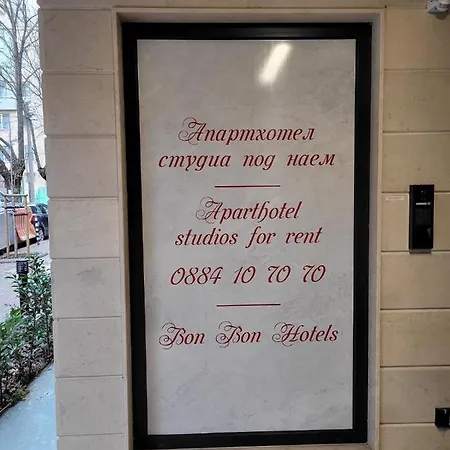 Апартхотел
студиа под наем
Aparthotel
studios for rent
0884 10 70 70
Bon Bon Hotels